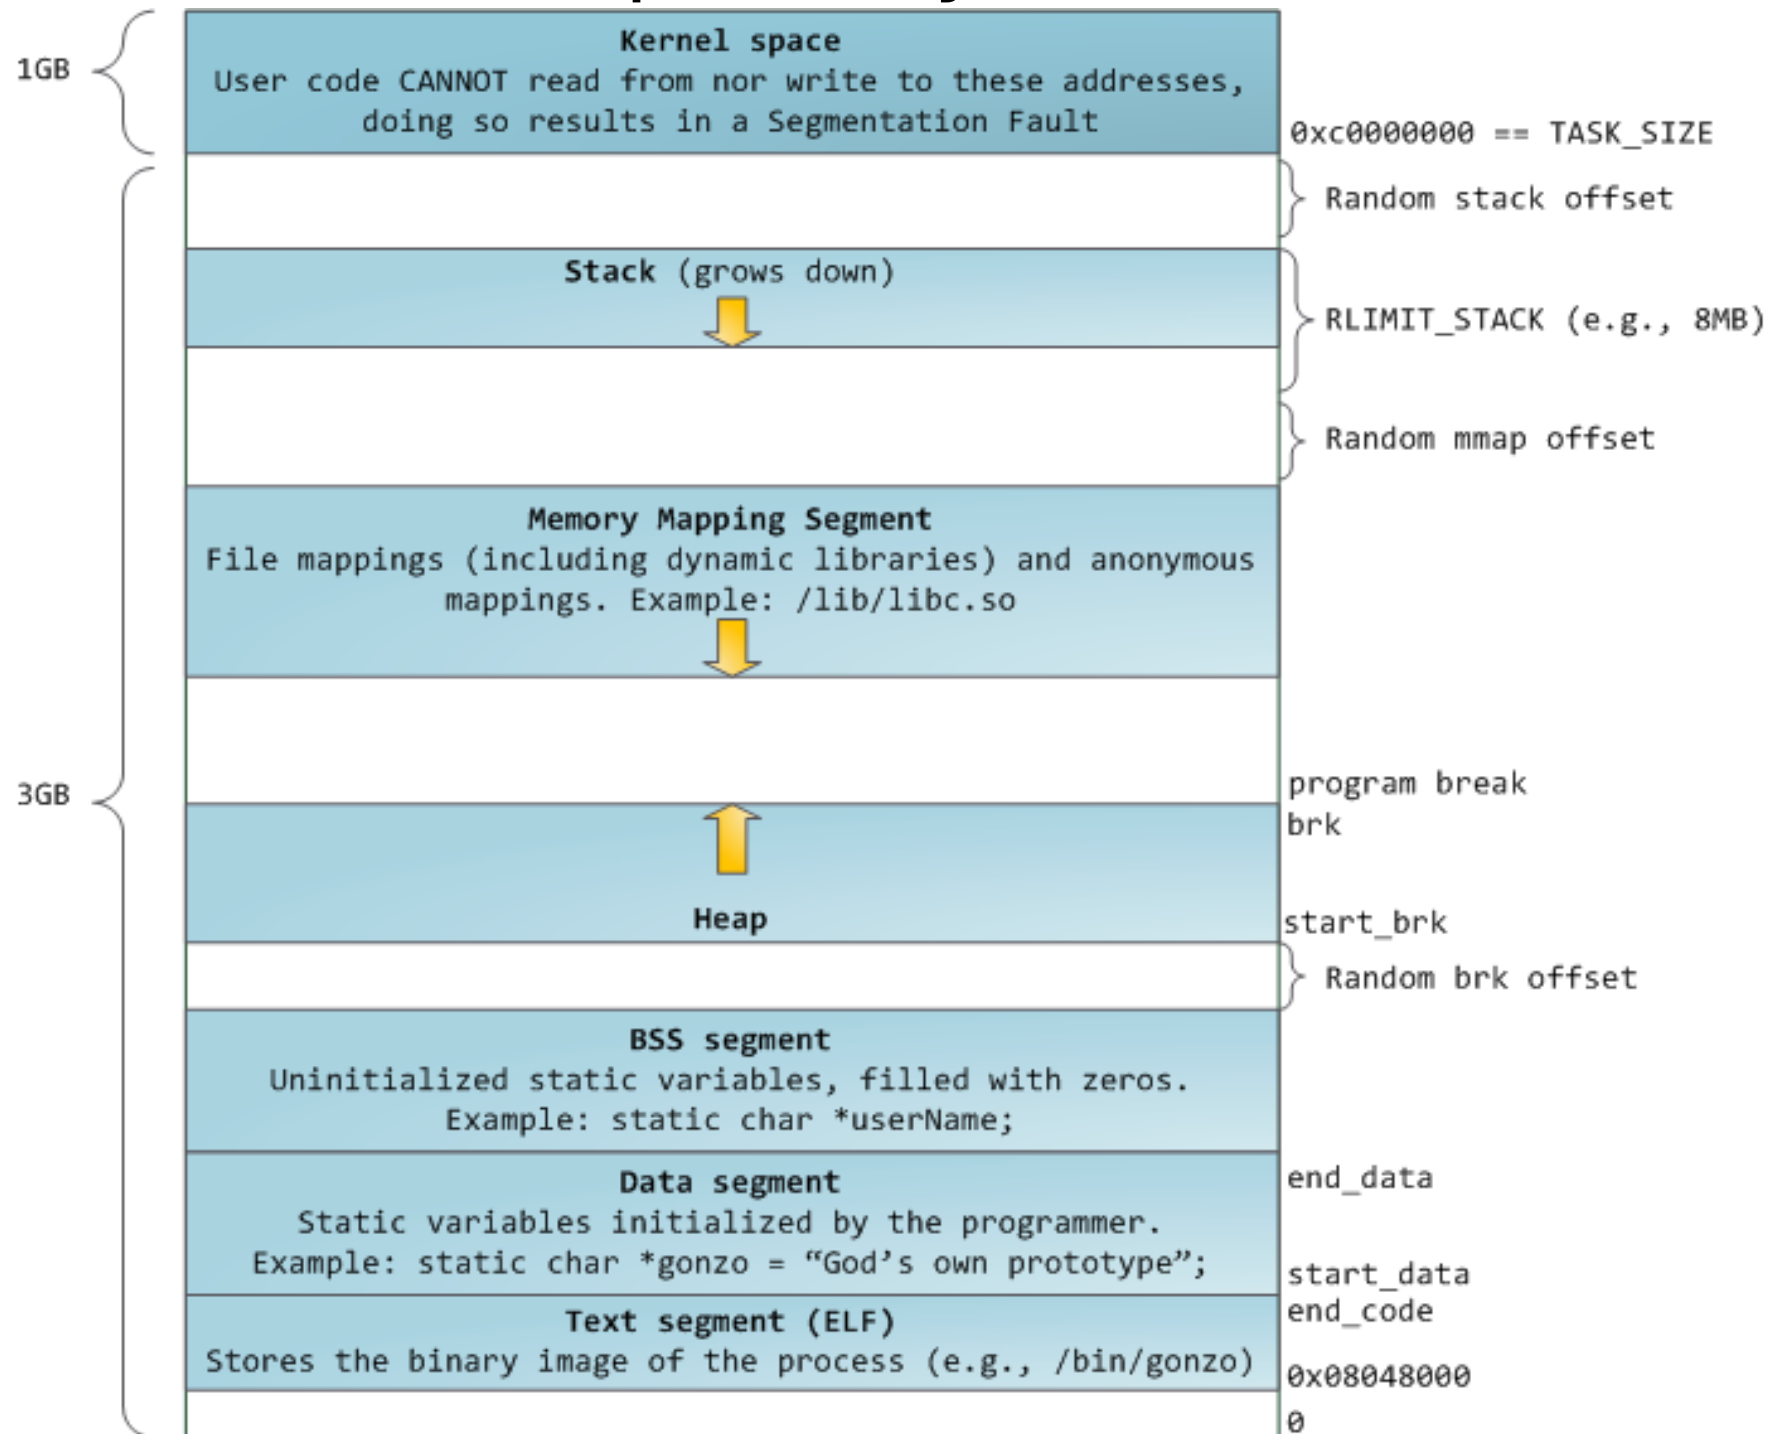 1GB
Kernel space
User code CANNOT read from nor write to these addresses,
doing so results in a Segmentation Fault
0xc0000000 == TASK_SIZE
Random stack offset
Stack (grows down)
RLIMIT_STACK (e.g., 8MB)
Random mmap offset
Memory Mapping Segment
File mappings (including dynamic libraries) and anonymous
mappings. Example: /lib/libc.so
3GB
program break
brk
Heap
start_brk
Random brk offset
BSS segment
Uninitialized static variables, filled with zeros.
Example: static char *userName;
Data segment
Static variables initialized by the programmer.
Example: static char *gonzo = “God’s own prototype”;
end_data
start_data
Text segment (ELF)
Stores the binary image of the process (e.g., /bin/gonzo)
end_code
0x08048000
0